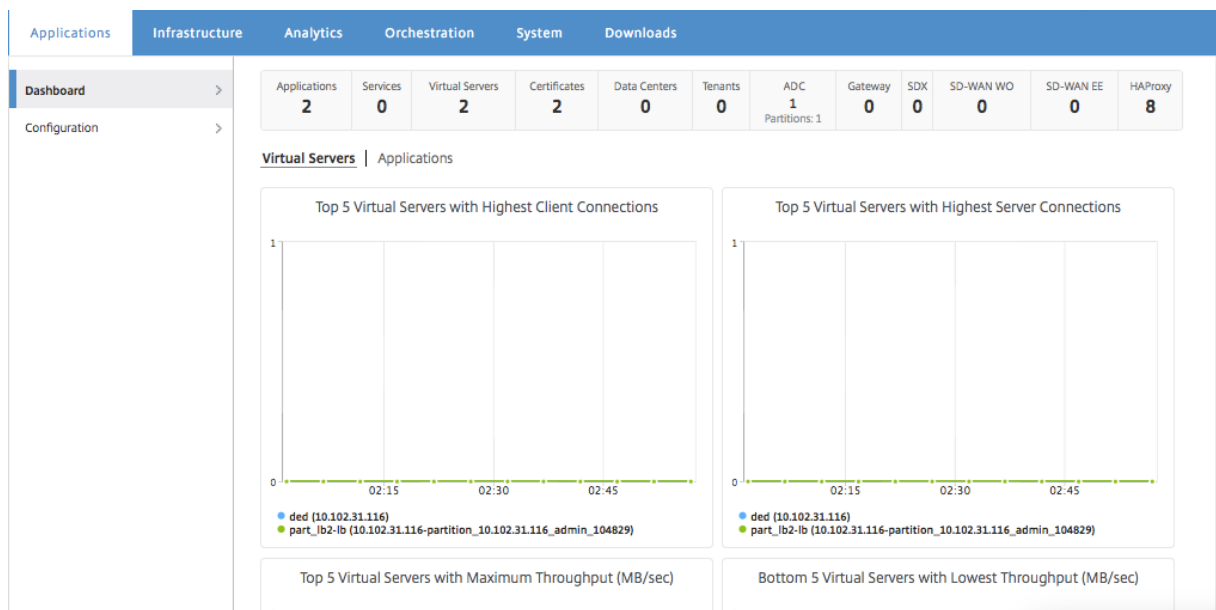 Applications Infrastructure Analytics Orchestration System Downloads
Dashboard
Configuration
Applications Services Virtual Servers Certificates Data Centers Tenants ADC Gateway SDX SD-WAN WO SD-WAN EE HAProxy
2 0 2 2 0 0 1 0 0 0 0 8
Partitions: 1
Virtual Servers | Applications
Top 5 Virtual Servers with Highest Client Connections
1
0
02:15 02:30 02:45
ded (10.102.31.116)
part_lb2-lb (10.102.31.116-partition_10.102.31.116_admin_104829)
Top 5 Virtual Servers with Highest Server Connections
1
0
02:15 02:30 02:45
ded (10.102.31.116)
part_lb2-lb (10.102.31.116-partition_10.102.31.116_admin_104829)
Top 5 Virtual Servers with Maximum Throughput (MB/sec)
Bottom 5 Virtual Servers with Lowest Throughput (MB/sec)